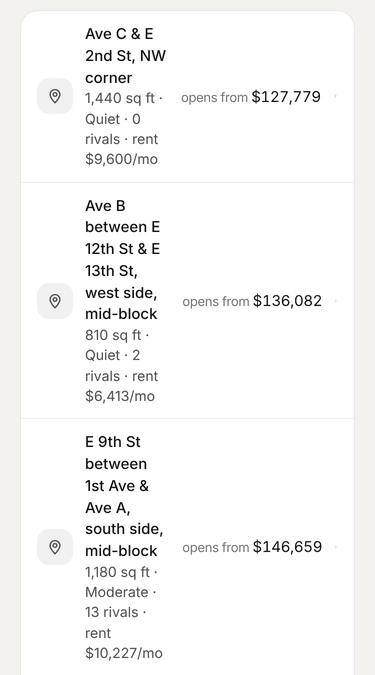 Ave C & E
2nd St, NW
corner
1,440 sq ft ·
Quiet · 0
rivals · rent
$9,600/mo
opens from $127,779
Ave B
between E
12th St & E
13th St,
west side,
mid-block
810 sq ft ·
Quiet · 2
rivals · rent
$6,413/mo
opens from $136,082
E 9th St
between
1st Ave &
Ave A,
south side,
mid-block
1,180 sq ft ·
Moderate ·
13 rivals ·
rent
$10,227/mo
opens from $146,659